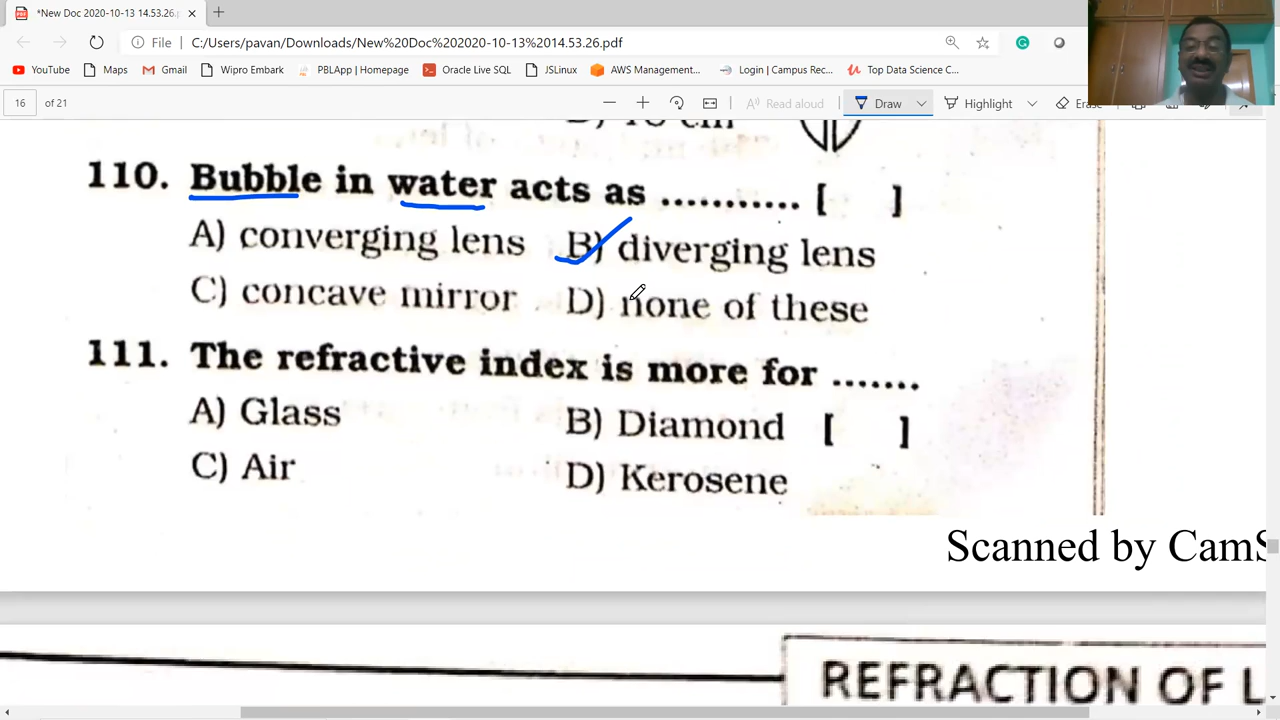 *New Doc 2020-10-13 14.53.26.p
File C:/Users/pavan/Downloads/New%20Doc%202020-10-13%2014.53.26.pdf
YouTube Maps Gmail Wipro Embark PBLApp | Homepage Oracle Live SQL JSLinux AWS Management... Login | Campus Rec... Top Data Science C...
16 of 21 Read aloud Draw Highlight Erase
D) 10 cm
110. Bubble in water acts as ........... [ ]
A) converging lens B) diverging lens
C) concave mirror D) none of these
111. The refractive index is more for .......
A) Glass B) Diamond [ ]
C) Air D) Kerosene
Scanned by CamS
REFRACTION OF L